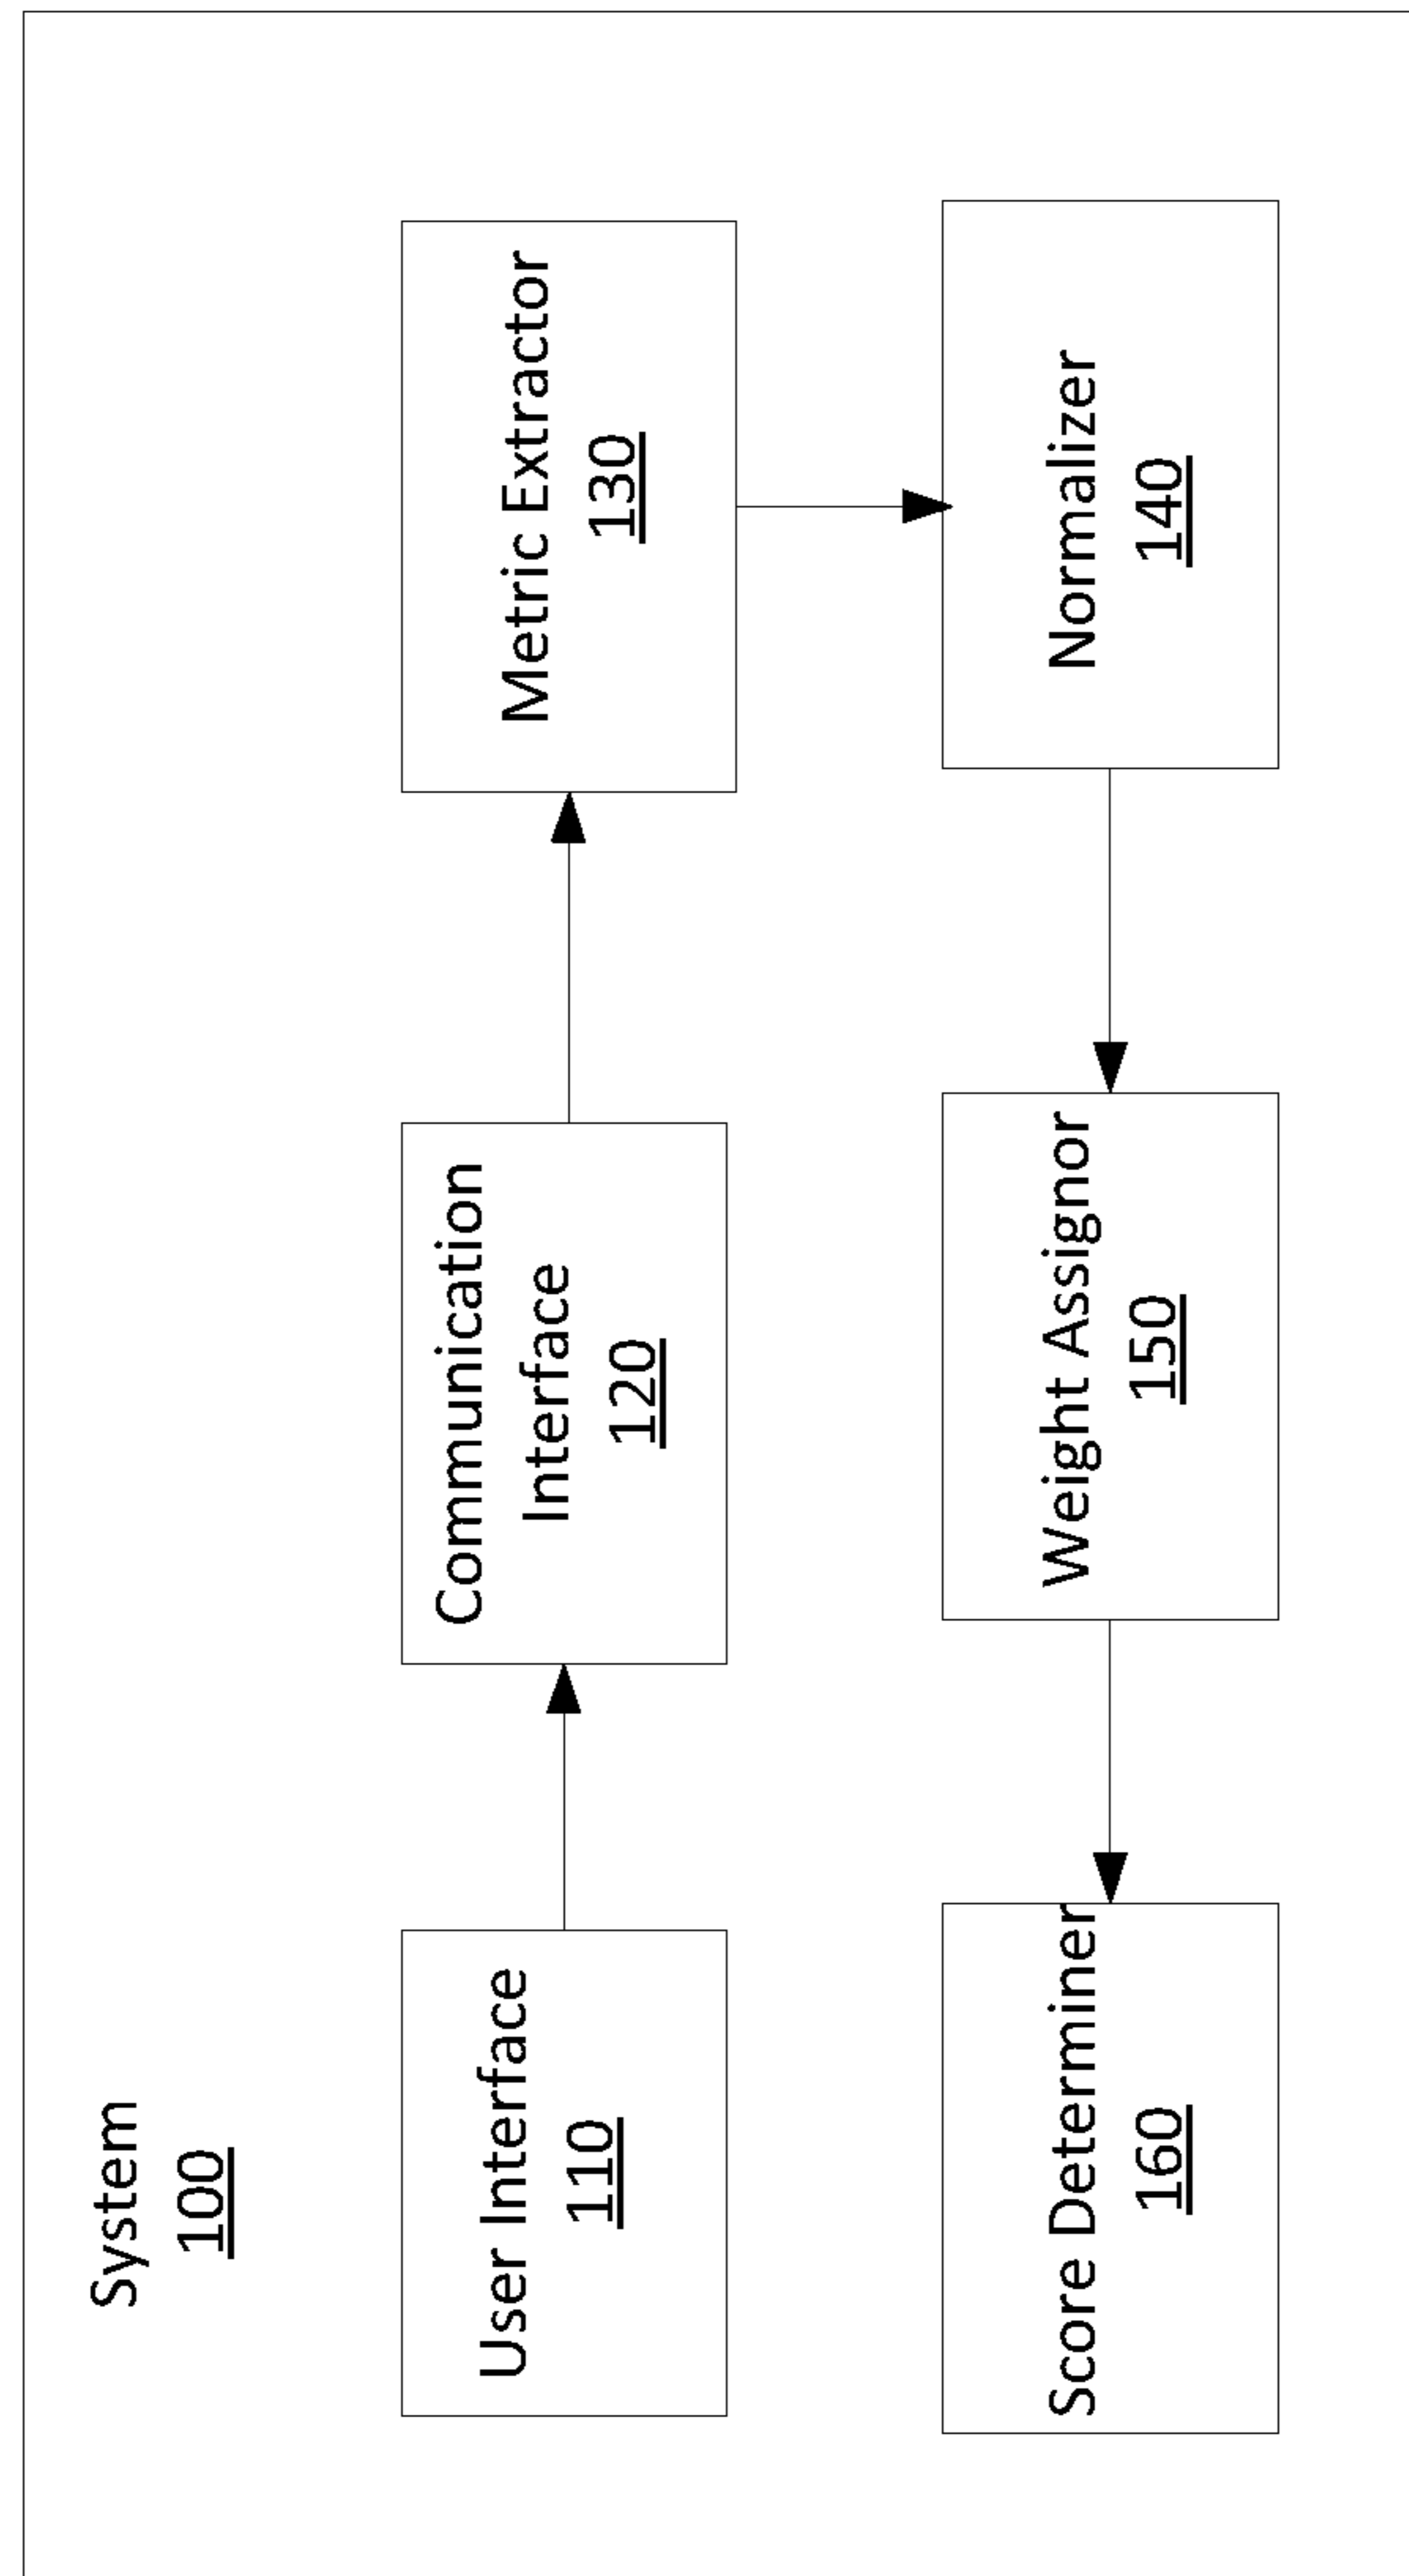 System
100
User Interface
110
Communication
Interface
120
Metric Extractor
130
Normalizer
140
Weight Assignor
150
Score Determiner
160